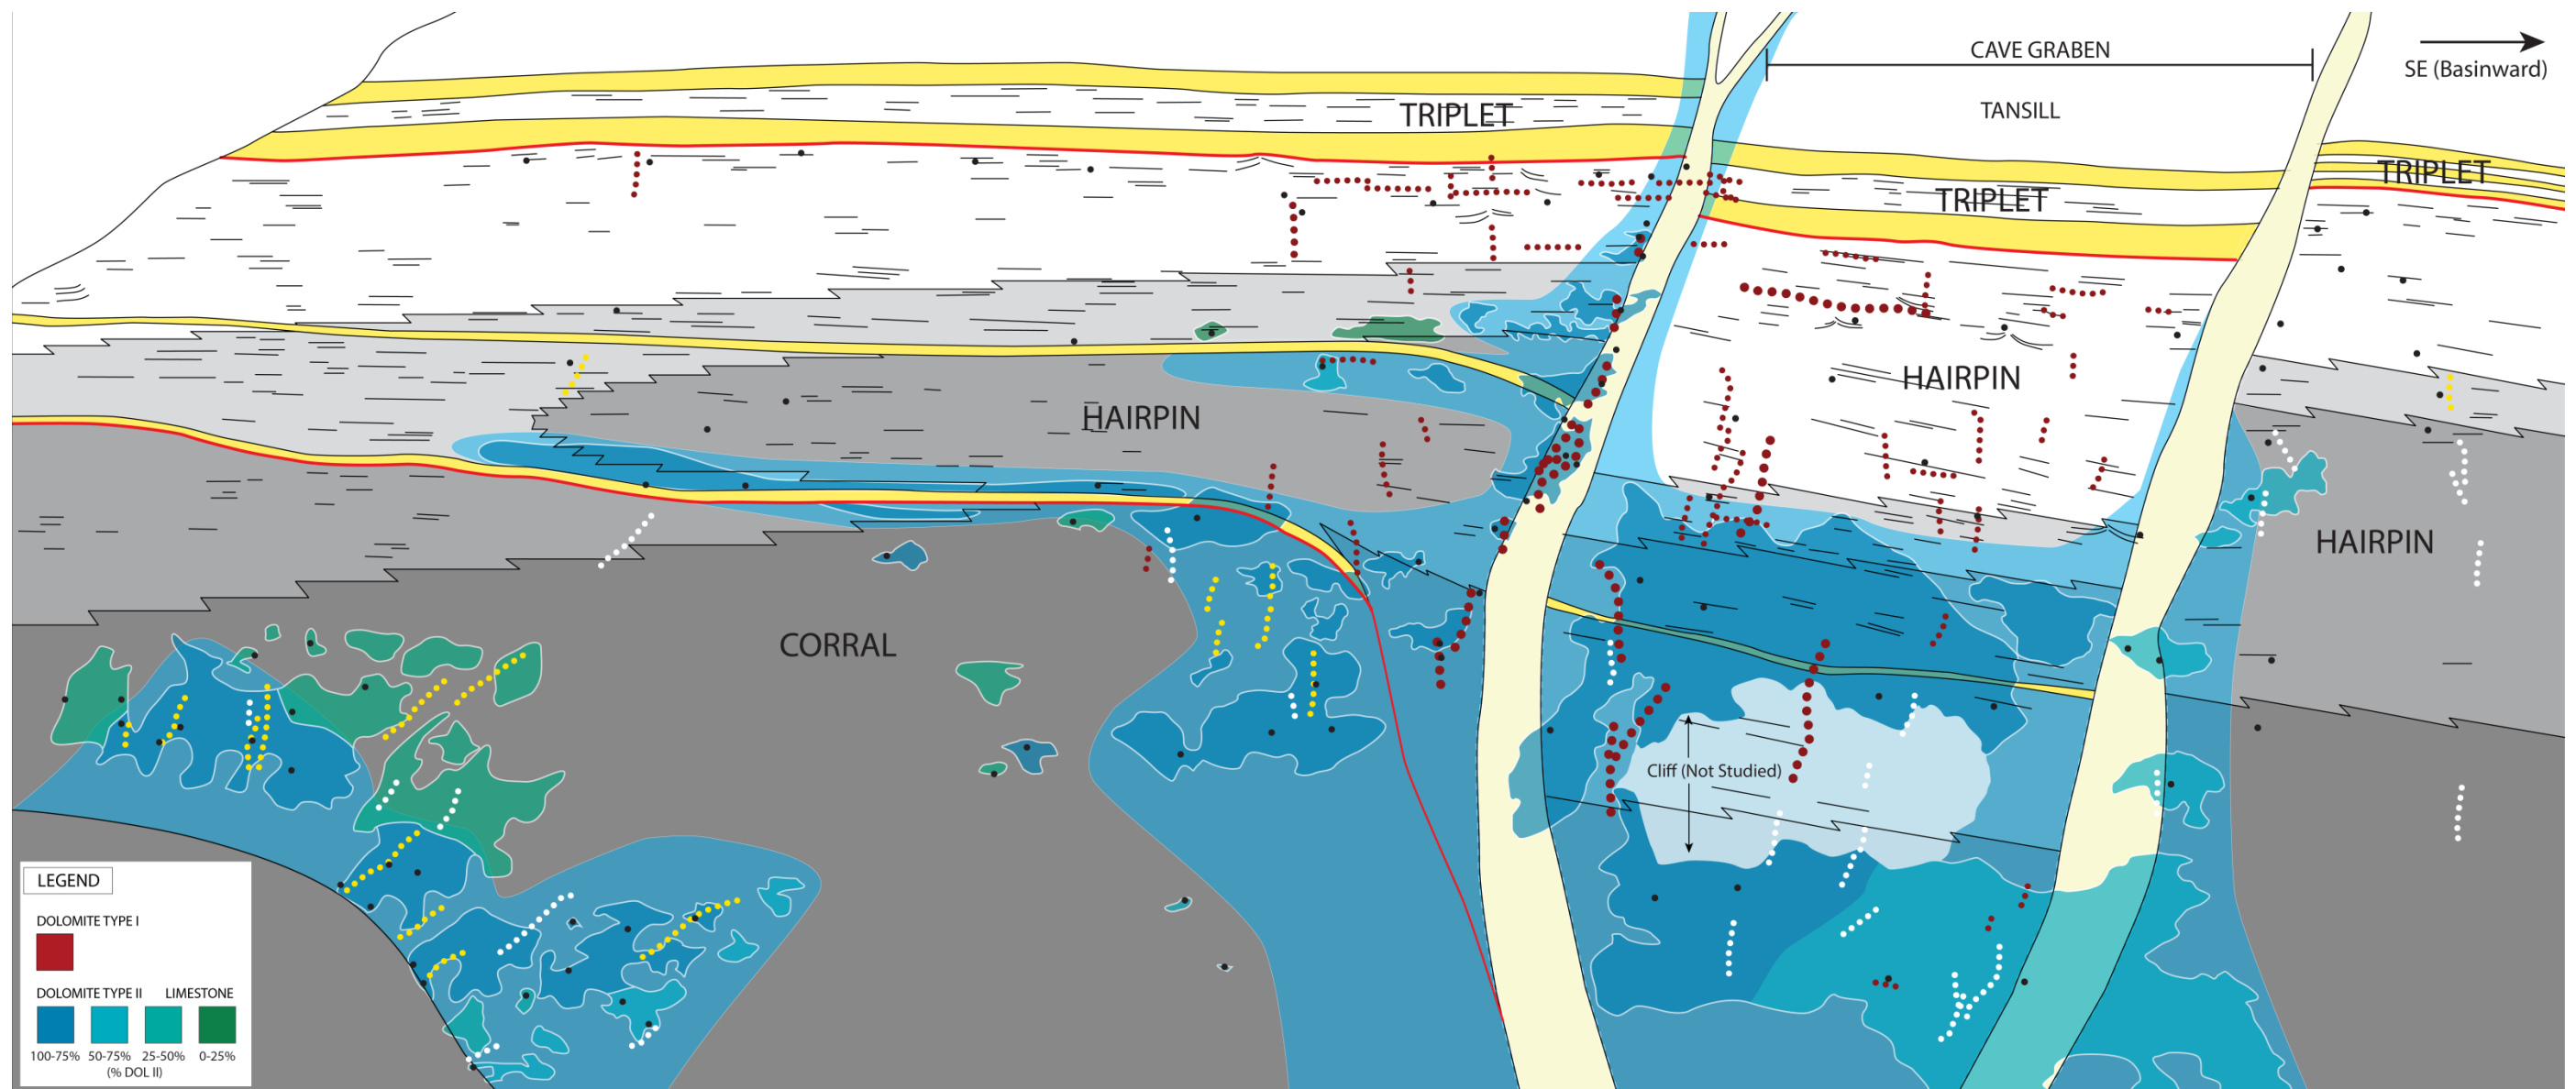 CAVE GRABEN
SE (Basinward)
TRIPLET
TANSILL
TRIPLET
TRIPLET
HAIRPIN
HAIRPIN
HAIRPIN
CORRAL
Cliff (Not Studied)
LEGEND
DOLOMITE TYPE I
DOLOMITE TYPE II LIMESTONE
100-75% 50-75% 25-50% 0-25%
(% DOL II)